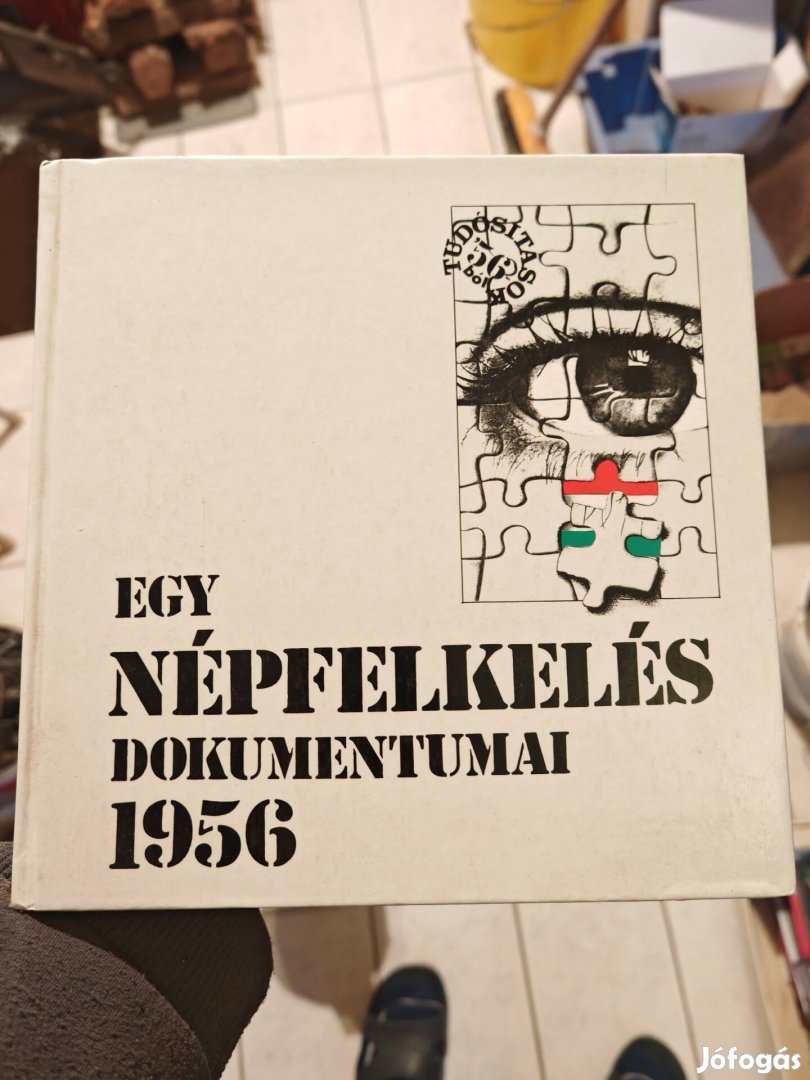 TUDÓSÍTÁSOK
56
ból
EGY
NÉPFELKELÉS
DOKUMENTUMAI
1956
Jófogás